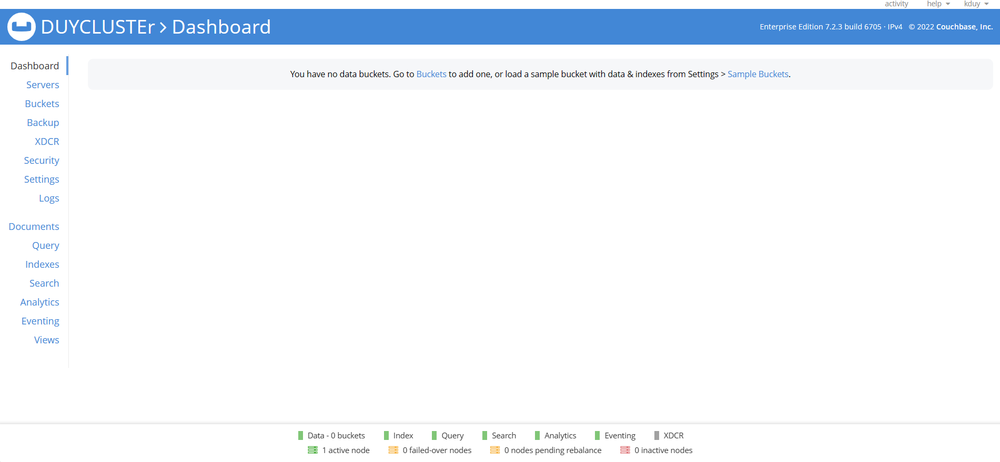 activity help kduy
DUYCLUSTEr > Dashboard
Enterprise Edition 7.2.3 build 6705 · IPv4 © 2022 Couchbase, Inc.
Dashboard
Servers
Buckets
Backup
XDCR
Security
Settings
Logs
Documents
Query
Indexes
Search
Analytics
Eventing
Views
You have no data buckets. Go to Buckets to add one, or load a sample bucket with data & indexes from Settings > Sample Buckets.
Data - 0 buckets Index Query Search Analytics Eventing XDCR
1 active node 0 failed-over nodes 0 nodes pending rebalance 0 inactive nodes